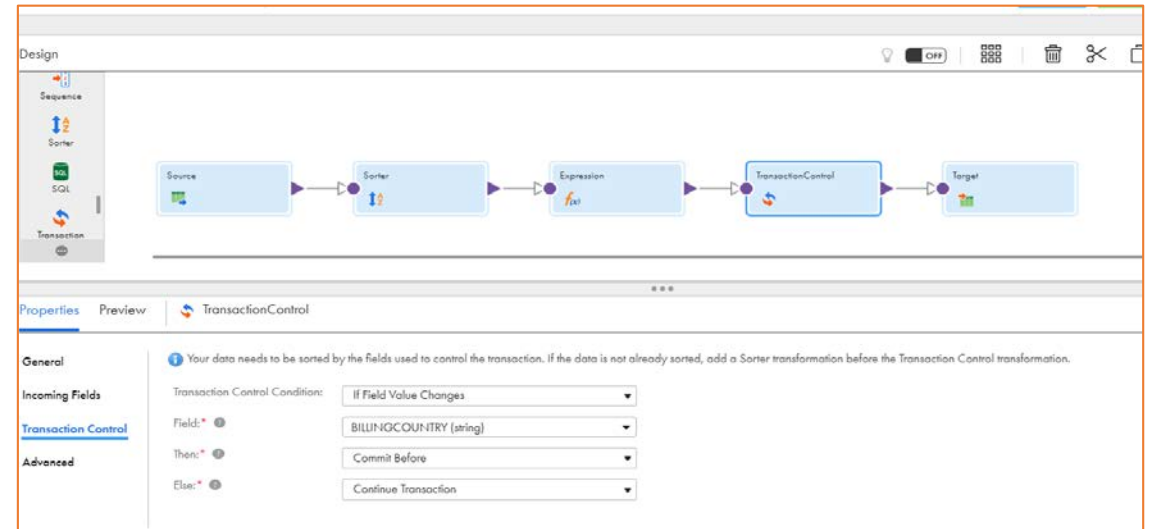 Design
OFF
Sequence
Sorter
SQL
SQL
Transaction
Source
Sorter
Expression
f(x)
TransactionControl
Target
Properties Preview TransactionControl
General
Your data needs to be sorted by the fields used to control the transaction. If the data is not already sorted, add a Sorter transformation before the Transaction Control transformation.
Incoming Fields
Transaction Control Condition: If Field Value Changes
Transaction Control
Field:* BILLINGCOUNTRY (string)
Advanced
Then:* Commit Before
Else:* Continue Transaction